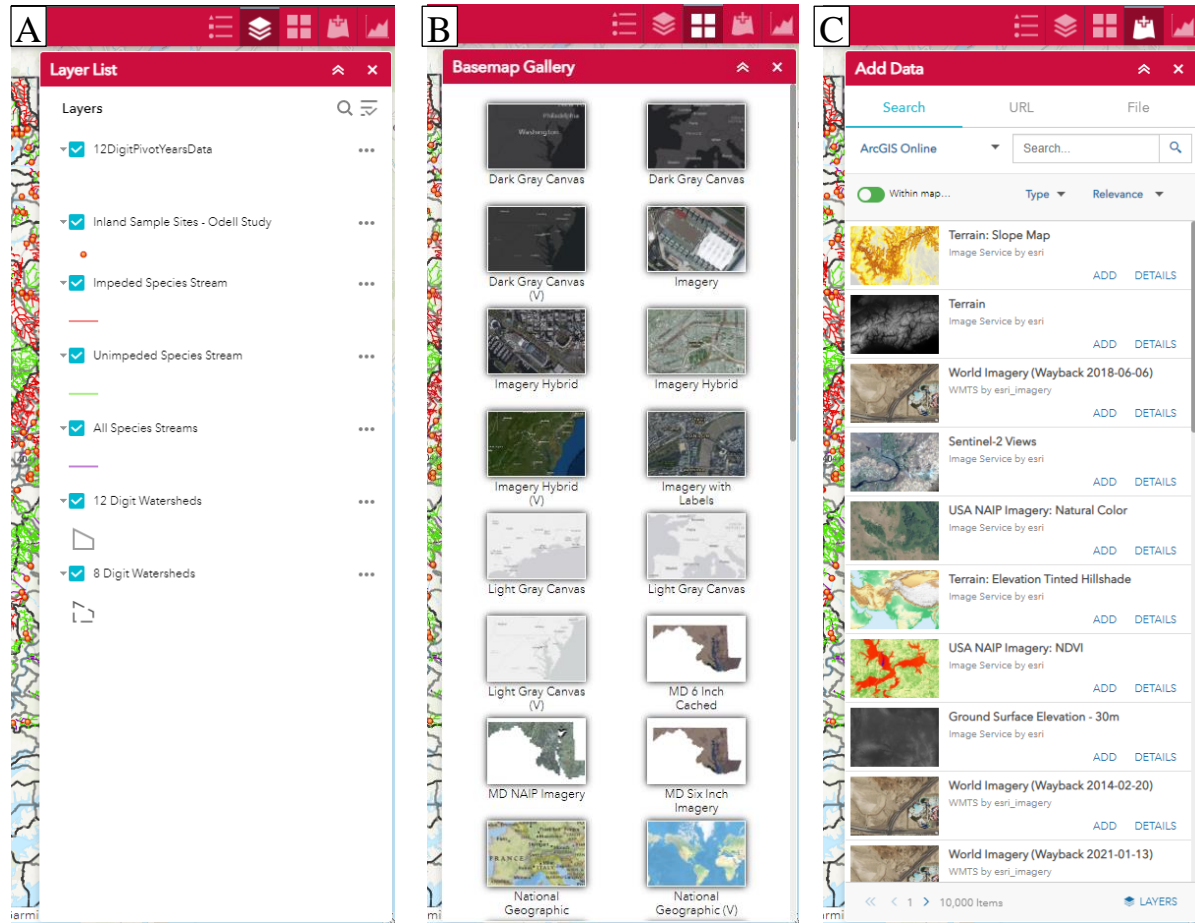 A
Layer List
Layers
12DigitPivotYearsData
Inland Sample Sites - Odell Study
Impeded Species Stream
Unimpeded Species Stream
All Species Streams
12 Digit Watersheds
8 Digit Watersheds
B
Basemap Gallery
Philadelphia
Washington
Dark Gray Canvas
Dark Gray Canvas
Dark Gray Canvas
(V)
Imagery
Imagery Hybrid
Imagery Hybrid
Imagery Hybrid
(V)
Imagery with
Labels
Light Gray Canvas
Light Gray Canvas
Light Gray Canvas
(V)
MD 6 Inch
Cached
MD NAIP Imagery
MD Six Inch
Imagery
FRANCE
National
Geographic
National
Geographic (V)
C
Add Data
Search
URL
File
ArcGIS Online
Search...
Within map...
Type
Relevance
Terrain: Slope Map
Image Service by esri
ADD DETAILS
Terrain
Image Service by esri
ADD DETAILS
World Imagery (Wayback 2018-06-06)
WMTS by esri_imagery
ADD DETAILS
Sentinel-2 Views
Image Service by esri
ADD DETAILS
USA NAIP Imagery: Natural Color
Image Service by esri
ADD DETAILS
Terrain: Elevation Tinted Hillshade
Image Service by esri
ADD DETAILS
USA NAIP Imagery: NDVI
Image Service by esri
ADD DETAILS
Ground Surface Elevation - 30m
Image Service by esri
ADD DETAILS
World Imagery (Wayback 2014-02-20)
WMTS by esri_imagery
ADD DETAILS
World Imagery (Wayback 2021-01-13)
WMTS by esri_imagery
1
10,000 Items
LAYERS